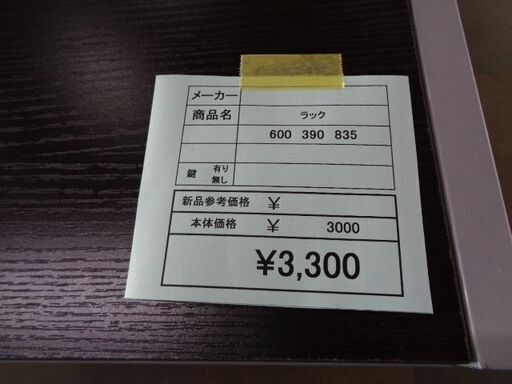 メーカー
商品名 ラック
600 390 835
鍵 有り
無し
新品参考価格 ￥
本体価格 ￥ 3000
¥3,300